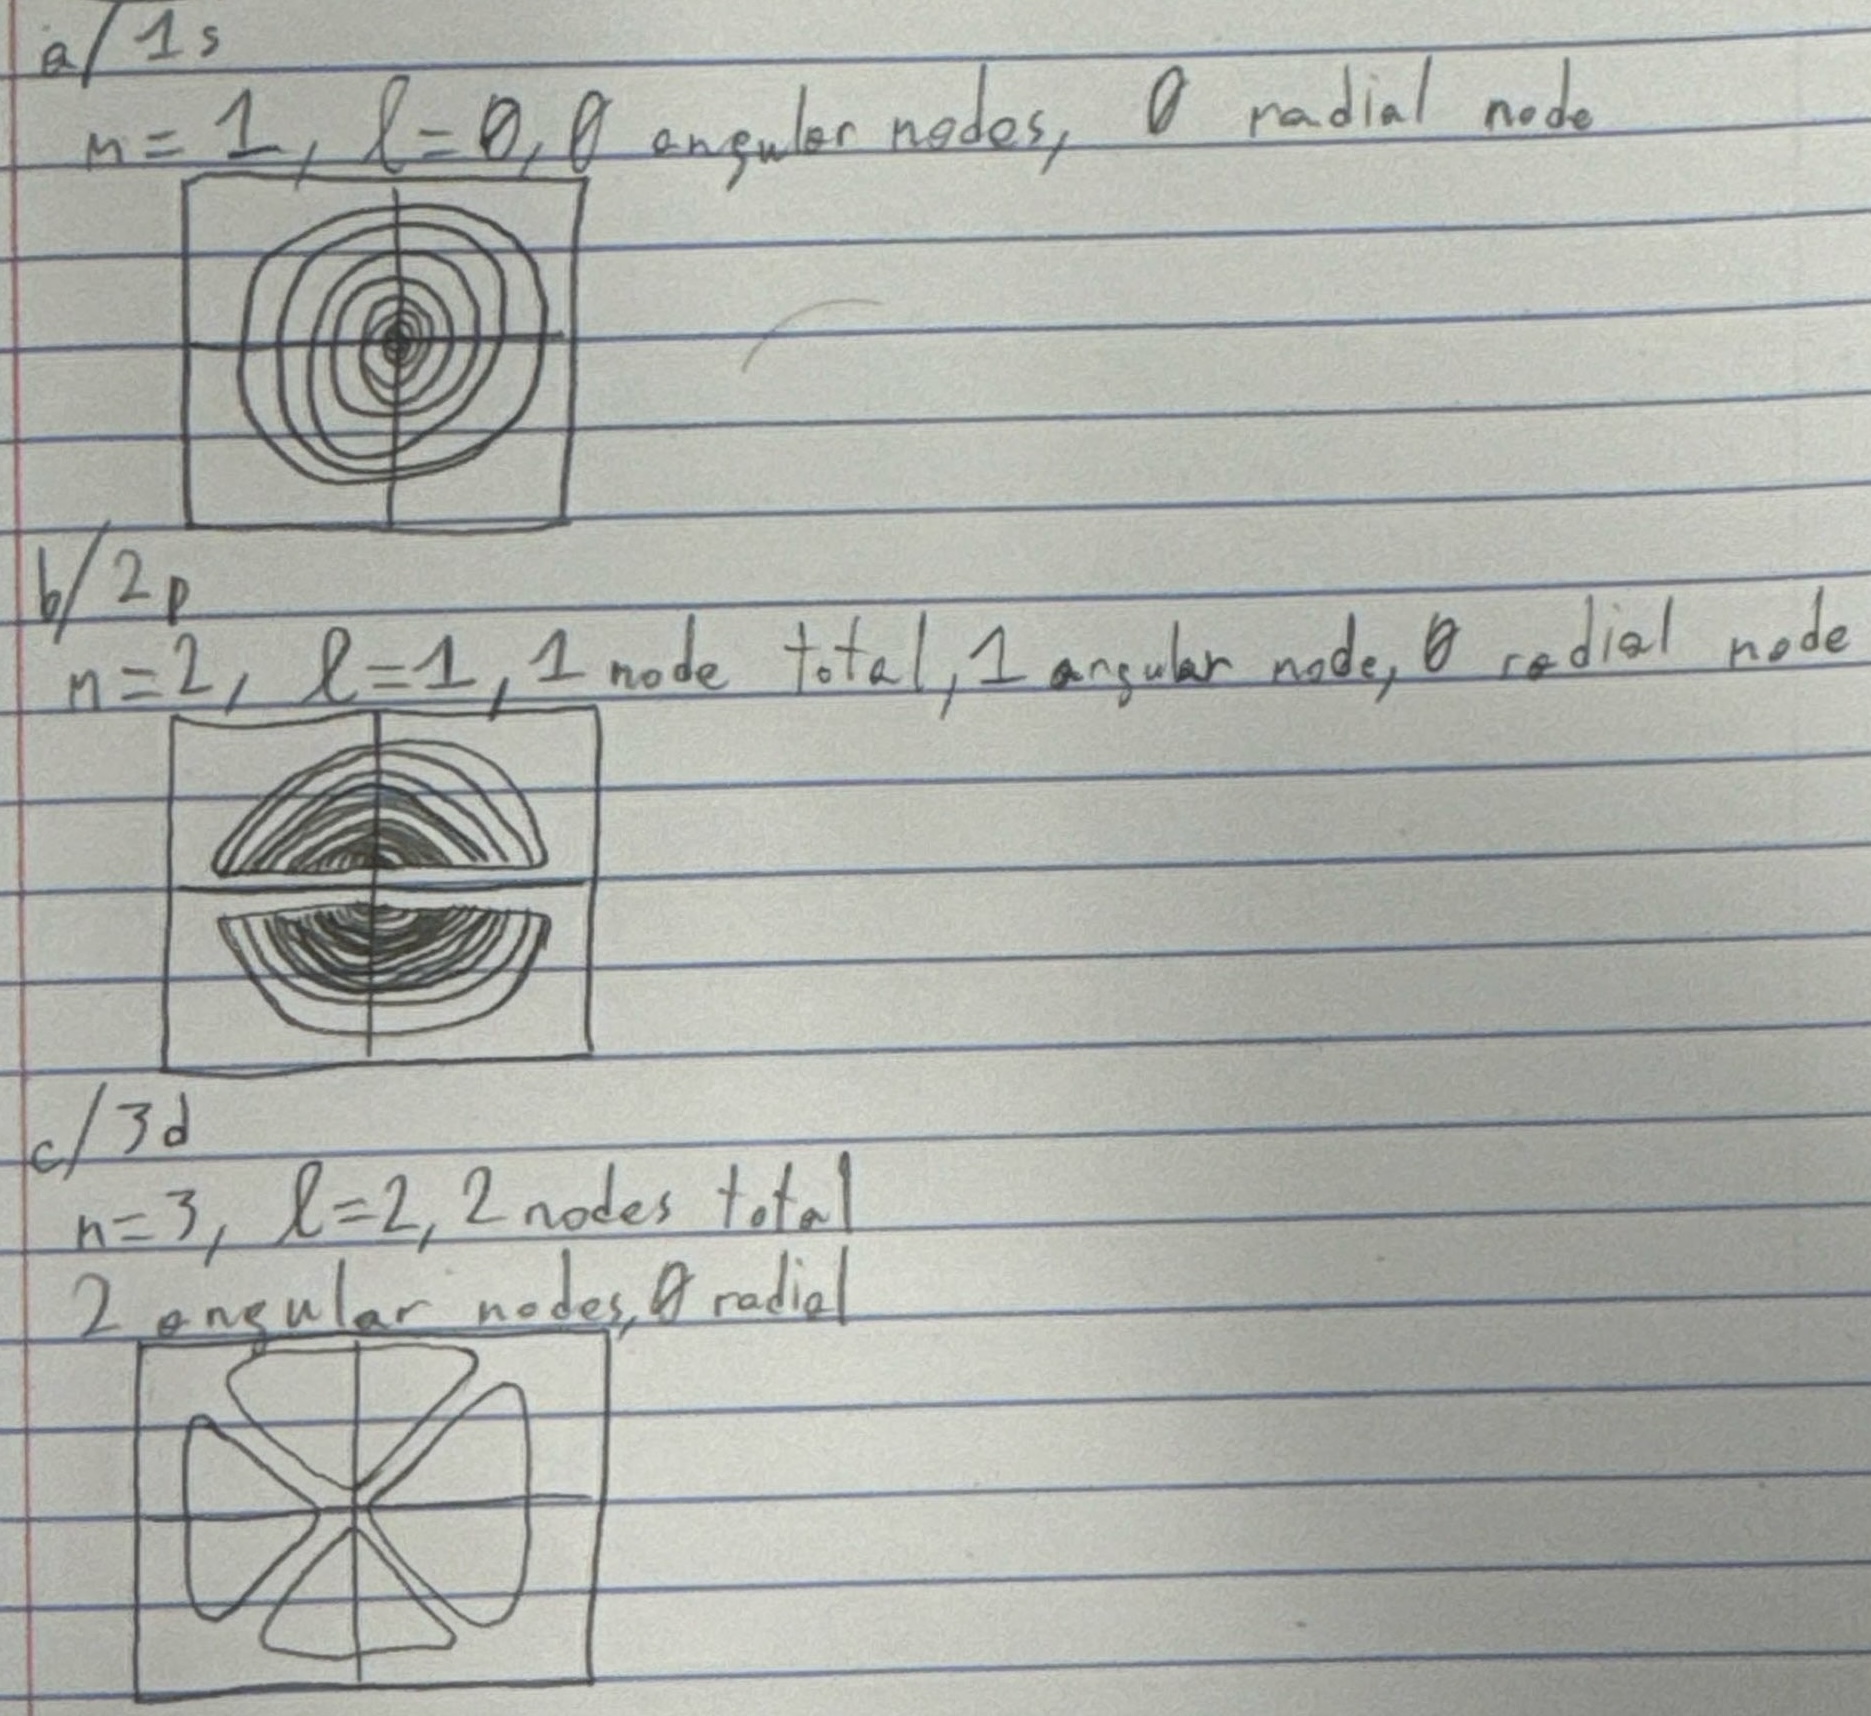 a/ 1s
n = 1, l = 0, 0 angular nodes, 0 radial node
b/ 2p
n = 2, l = 1, 1 node total, 1 angular node, 0 radial node
c/ 3d
n = 3, l = 2, 2 nodes total
2 angular nodes, 0 radial